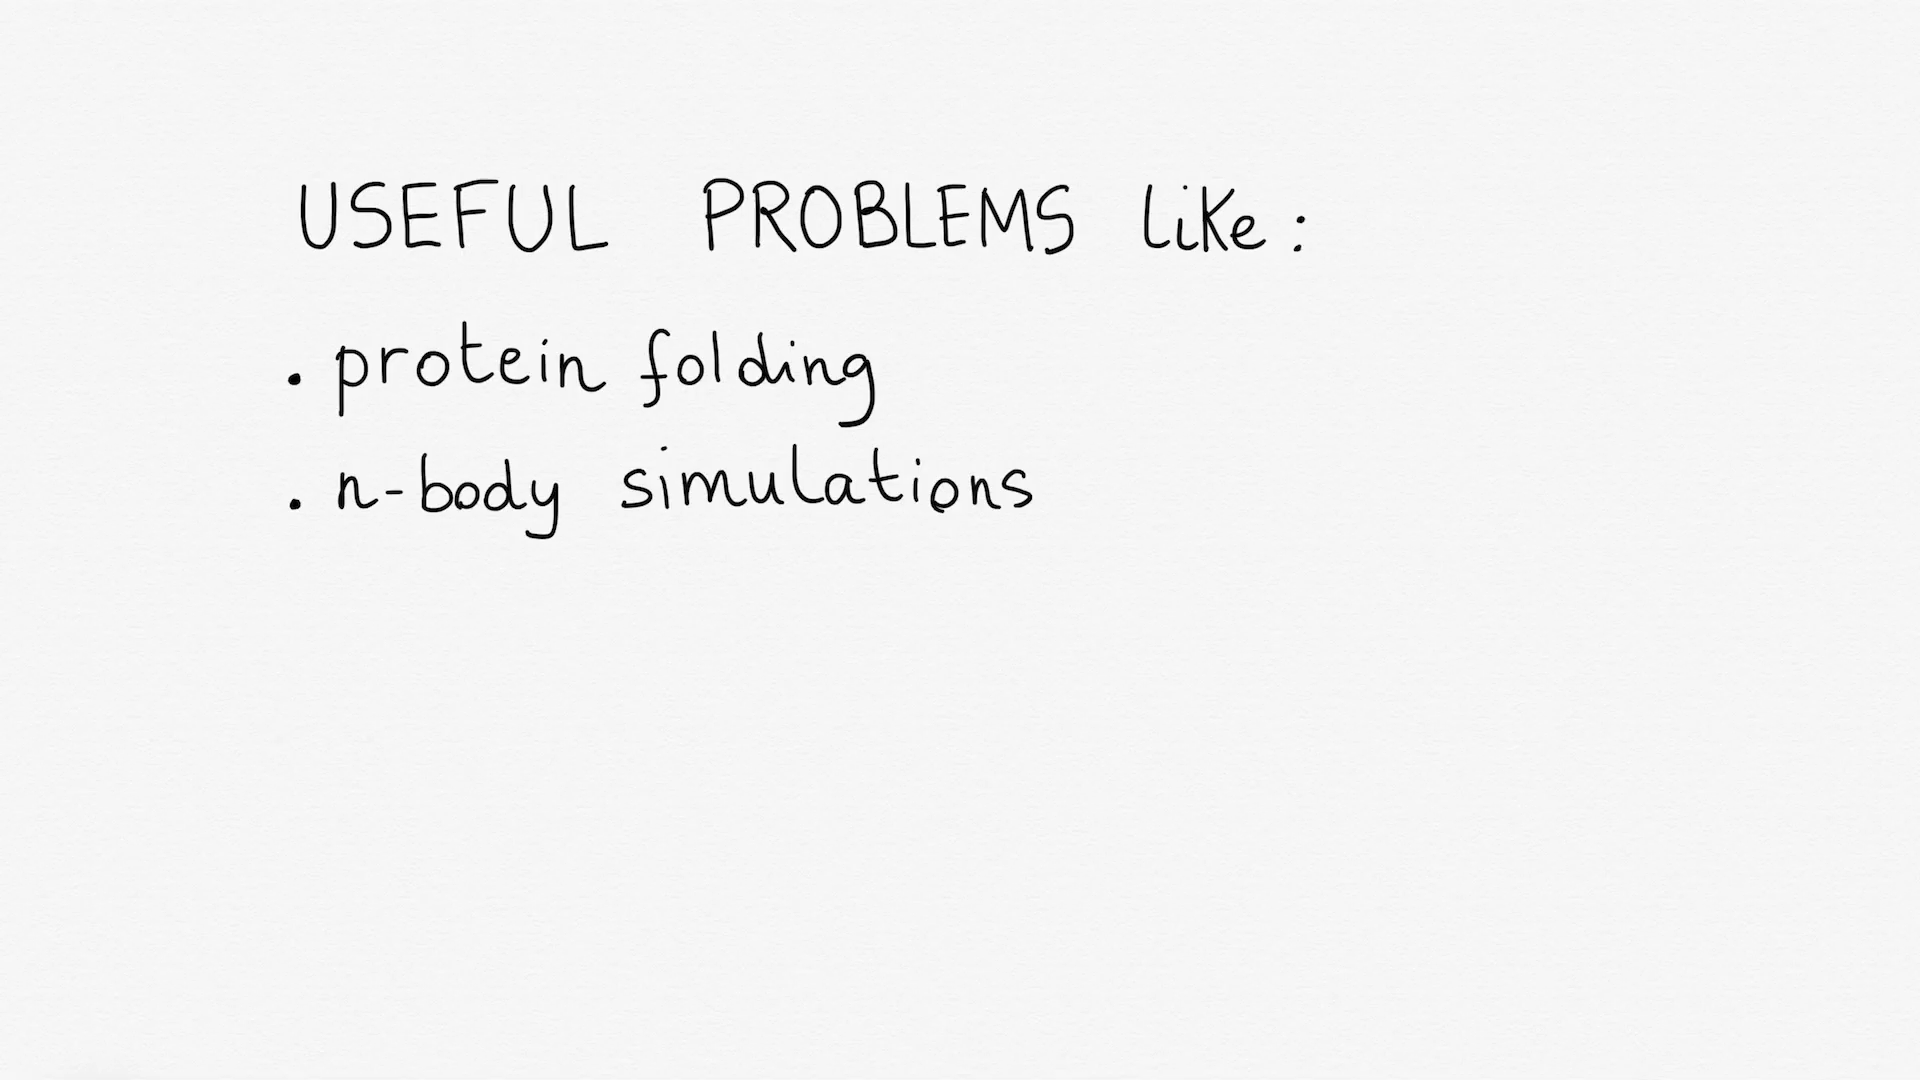 USEFUL PROBLEMS like:
• protein folding
• n-body simulations